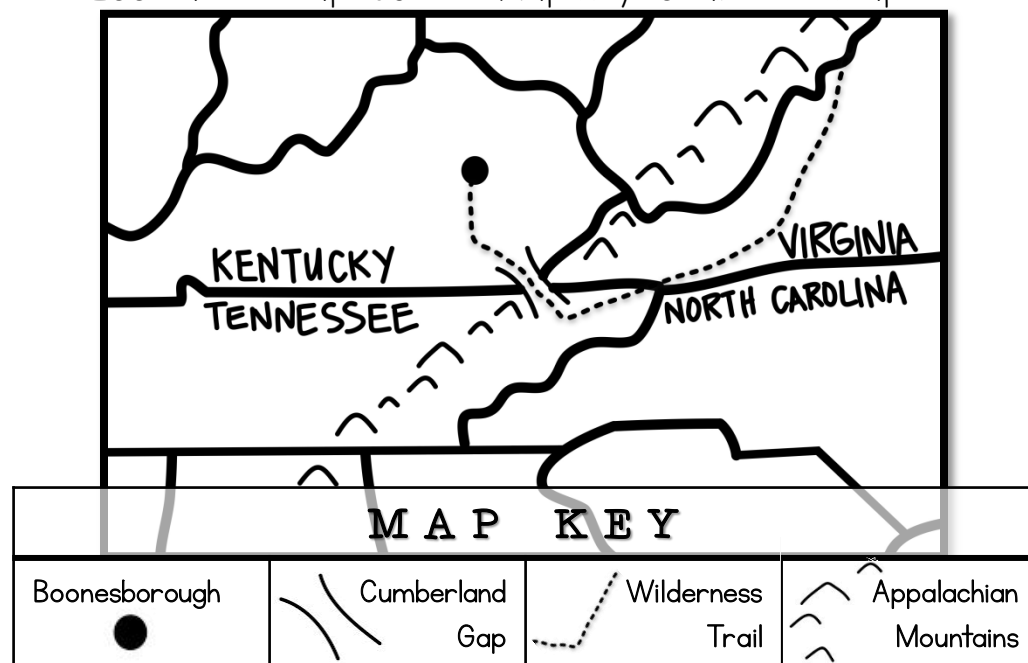 KENTUCKY
VIRGINIA
TENNESSEE
NORTH CAROLINA
MAP KEY
Boonesborough
Cumberland
Gap
Wilderness
Trail
Appalachian
Mountains